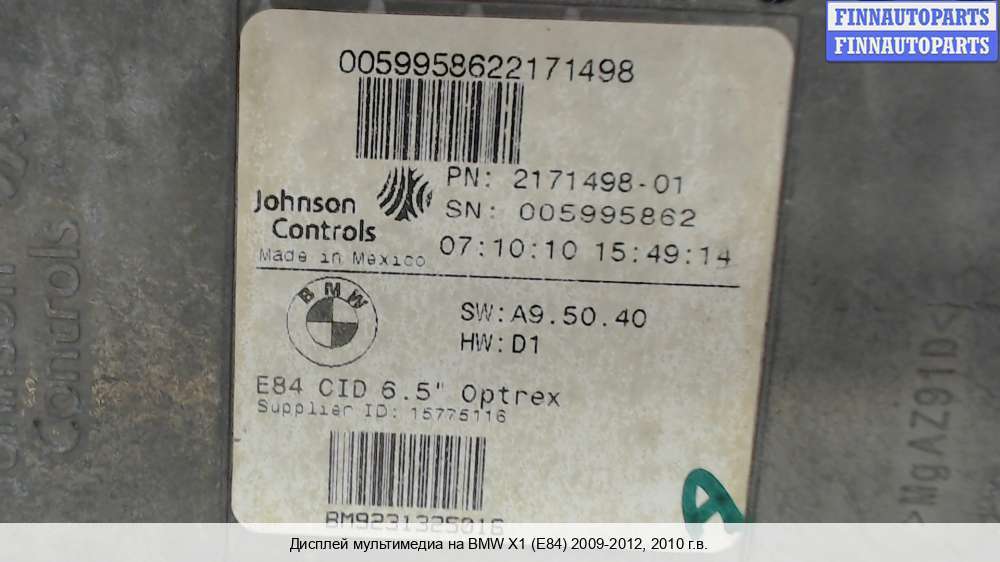 FINNAUTOPARTS
FINNAUTOPARTS
0059958622171498
PN: 2171498-01
Johnson
Controls
SN: 005995862
Made in Mexico
07:10:10 15:49:14
BMW
SW:A9.50.40
HW:D1
E84 CID 6.5" Optrex
Supplier ID: 15775116
BM9231325016
Controls
>MgAZ91D<
A
Дисплей мультимедиа на BMW X1 (E84) 2009-2012, 2010 г.в.